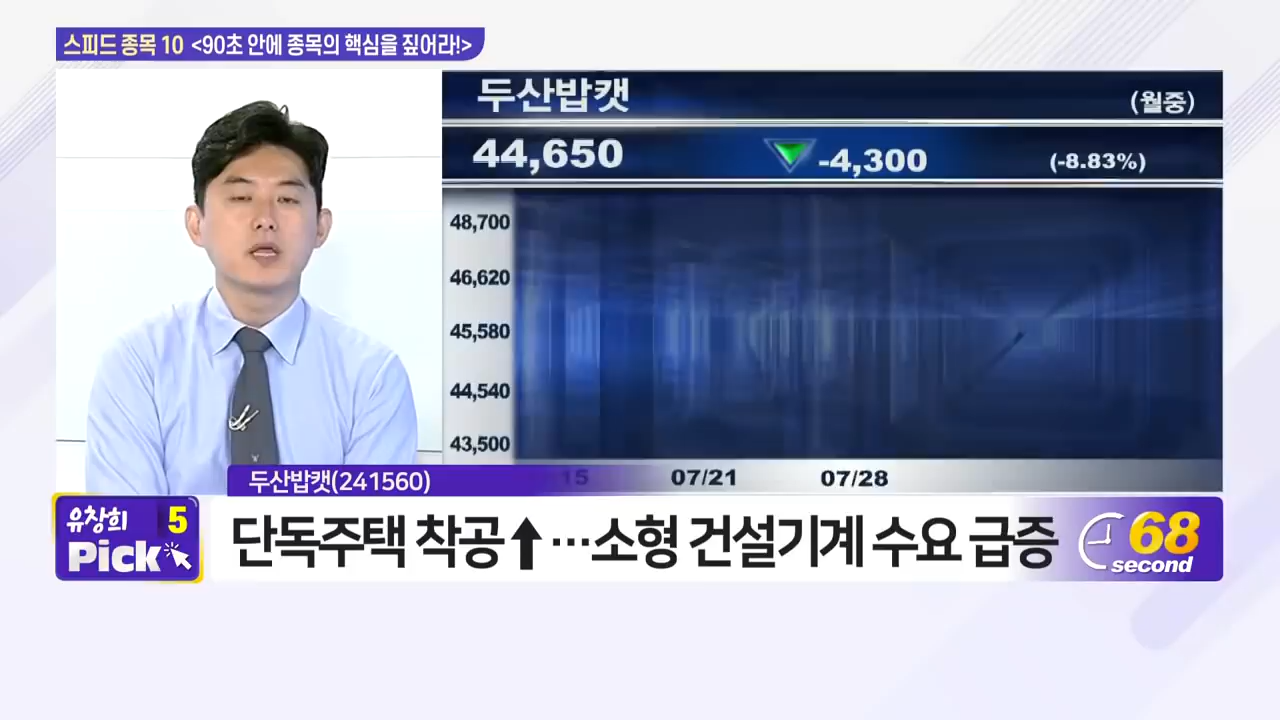 스피드 종목 10 <90초 안에 종목의 핵심을 짚어라!>
두산밥캣
(월중)
44,650 -4,300 (-8.83%)
48,700
46,620
45,580
44,540
43,500
15 07/21 07/28
두산밥캣(241560)
유창희 5
Pick
단독주택 착공↑…소형 건설기계 수요 급증
68
second